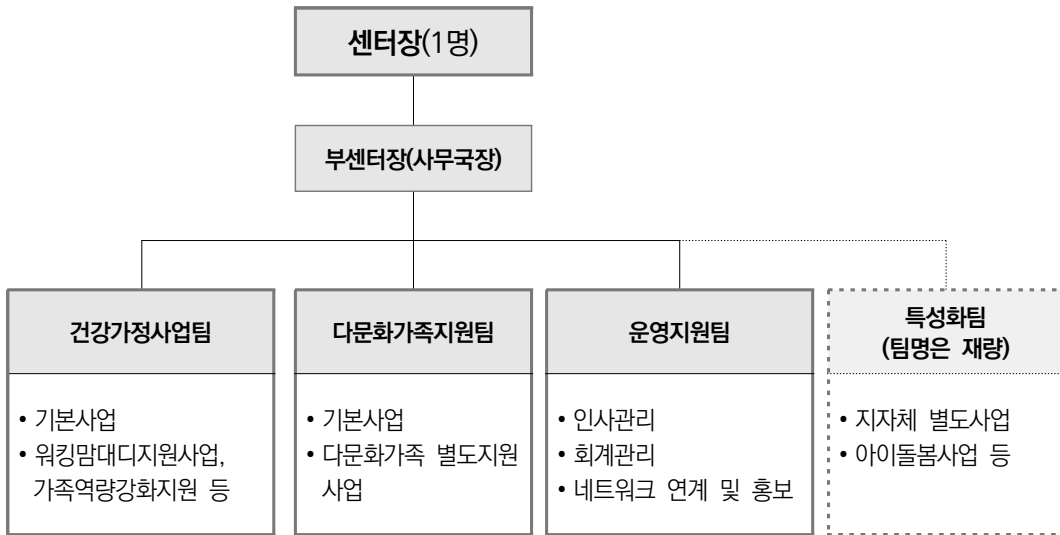 센터장(1명)
부센터장(사무국장)
건강가정사업팀
• 기본사업
• 워킹맘대디지원사업,
가족역량강화지원 등
다문화가족지원팀
• 기본사업
• 다문화가족 별도지원
사업
운영지원팀
• 인사관리
• 회계관리
• 네트워크 연계 및 홍보
특성화팀
(팀명은 재량)
• 지자체 별도사업
• 아이돌봄사업 등